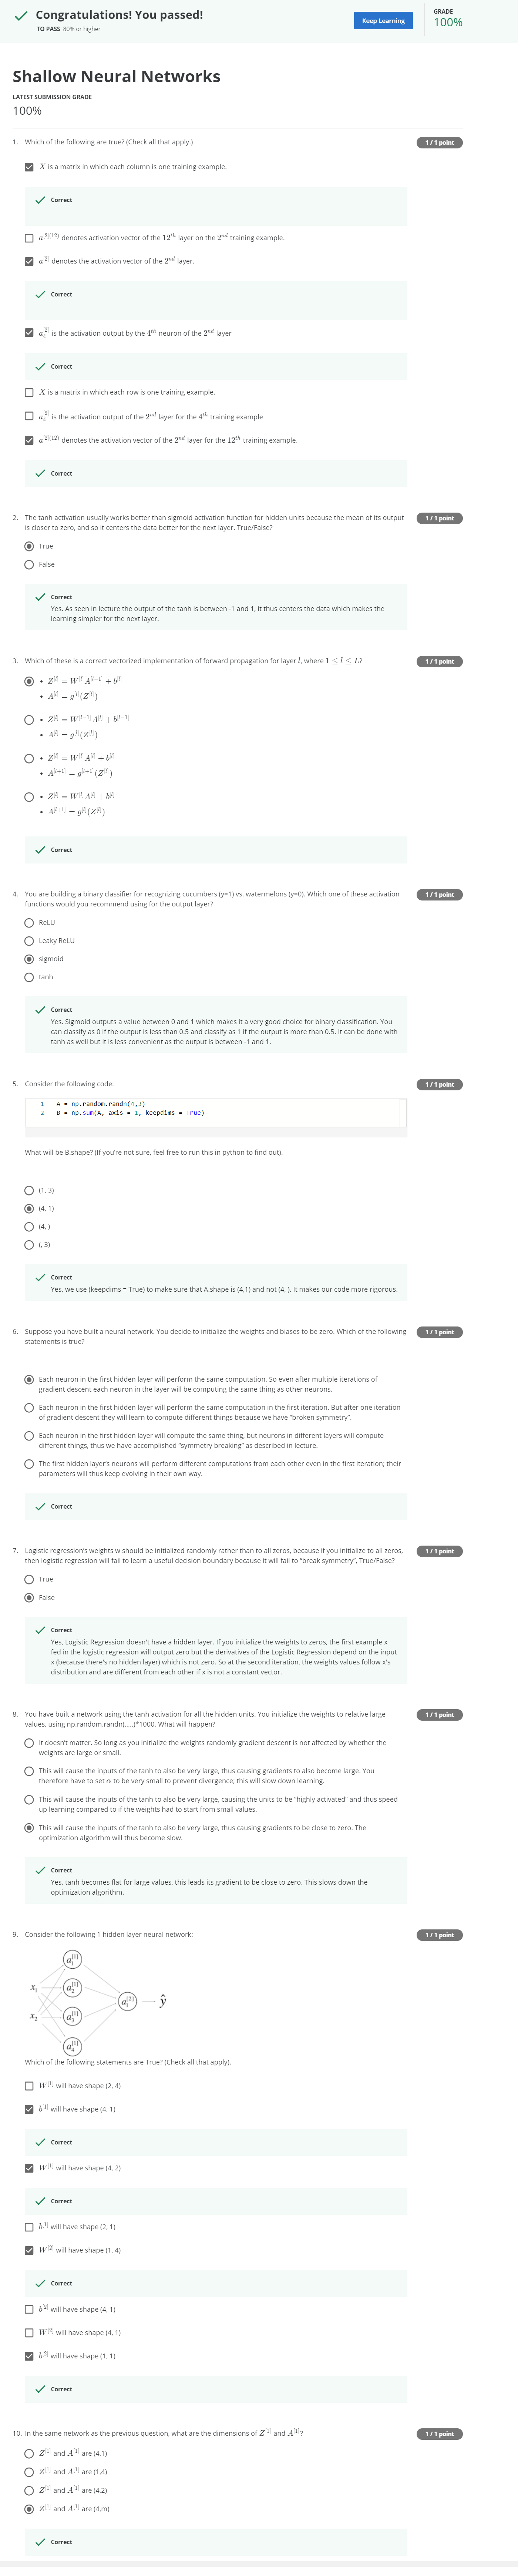 Congratulations! You passed!
TO PASS 80% or higher
Keep Learning
GRADE
100%
Shallow Neural Networks
LATEST SUBMISSION GRADE
100%
1. Which of the following are true? (Check all that apply.)
1 / 1 point
X is a matrix in which each column is one training example.
Correct
a^{[2](12)} denotes activation vector of the 12^{th} layer on the 2^{nd} training example.
a^{[2]} denotes the activation vector of the 2^{nd} layer.
Correct
a_4^{[2]} is the activation output by the 4^{th} neuron of the 2^{nd} layer
Correct
X is a matrix in which each row is one training example.
a_4^{[2]} is the activation output of the 2^{nd} layer for the 4^{th} training example
a^{[2](12)} denotes the activation vector of the 2^{nd} layer for the 12^{th} training example.
Correct
2. The tanh activation usually works better than sigmoid activation function for hidden units because the mean of its output
is closer to zero, and so it centers the data better for the next layer. True/False?
1 / 1 point
True
False
Correct
Yes. As seen in lecture the output of the tanh is between -1 and 1, it thus centers the data which makes the
learning simpler for the next layer.
3. Which of these is a correct vectorized implementation of forward propagation for layer l, where 1 ≤ l ≤ L?
1 / 1 point
• Z^{[l]} = W^{[l]} A^{[l−1]} + b^{[l]}
• A^{[l]} = g^{[l]}(Z^{[l]})
• Z^{[l]} = W^{[l−1]} A^{[l]} + b^{[l−1]}
• A^{[l]} = g^{[l]}(Z^{[l]})
• Z^{[l]} = W^{[l]} A^{[l]} + b^{[l]}
• A^{[l+1]} = g^{[l+1]}(Z^{[l]})
• Z^{[l]} = W^{[l]} A^{[l]} + b^{[l]}
• A^{[l+1]} = g^{[l]}(Z^{[l]})
Correct
4. You are building a binary classifier for recognizing cucumbers (y=1) vs. watermelons (y=0). Which one of these activation
functions would you recommend using for the output layer?
1 / 1 point
ReLU
Leaky ReLU
sigmoid
tanh
Correct
Yes. Sigmoid outputs a value between 0 and 1 which makes it a very good choice for binary classification. You
can classify as 0 if the output is less than 0.5 and classify as 1 if the output is more than 0.5. It can be done with
tanh as well but it is less convenient as the output is between -1 and 1.
5. Consider the following code:
1 / 1 point
1 A = np.random.randn(4,3)
2 B = np.sum(A, axis = 1, keepdims = True)
What will be B.shape? (If you're not sure, feel free to run this in python to find out).
(1, 3)
(4, 1)
(4, )
(, 3)
Correct
Yes, we use (keepdims = True) to make sure that A.shape is (4,1) and not (4, ). It makes our code more rigorous.
6. Suppose you have built a neural network. You decide to initialize the weights and biases to be zero. Which of the following
statements is true?
1 / 1 point
Each neuron in the first hidden layer will perform the same computation. So even after multiple iterations of
gradient descent each neuron in the layer will be computing the same thing as other neurons.
Each neuron in the first hidden layer will perform the same computation in the first iteration. But after one iteration
of gradient descent they will learn to compute different things because we have "broken symmetry".
Each neuron in the first hidden layer will compute the same thing, but neurons in different layers will compute
different things, thus we have accomplished "symmetry breaking" as described in lecture.
The first hidden layer's neurons will perform different computations from each other even in the first iteration; their
parameters will thus keep evolving in their own way.
Correct
7. Logistic regression's weights w should be initialized randomly rather than to all zeros, because if you initialize to all zeros,
then logistic regression will fail to learn a useful decision boundary because it will fail to "break symmetry", True/False?
1 / 1 point
True
False
Correct
Yes, Logistic Regression doesn't have a hidden layer. If you initialize the weights to zeros, the first example x
fed in the logistic regression will output zero but the derivatives of the Logistic Regression depend on the input
x (because there's no hidden layer) which is not zero. So at the second iteration, the weights values follow x's
distribution and are different from each other if x is not a constant vector.
8. You have built a network using the tanh activation for all the hidden units. You initialize the weights to relative large
values, using np.random.randn(..,..)*1000. What will happen?
1 / 1 point
It doesn't matter. So long as you initialize the weights randomly gradient descent is not affected by whether the
weights are large or small.
This will cause the inputs of the tanh to also be very large, thus causing gradients to also become large. You
therefore have to set α to be very small to prevent divergence; this will slow down learning.
This will cause the inputs of the tanh to also be very large, causing the units to be "highly activated" and thus speed
up learning compared to if the weights had to start from small values.
This will cause the inputs of the tanh to also be very large, thus causing gradients to be close to zero. The
optimization algorithm will thus become slow.
Correct
Yes. tanh becomes flat for large values, this leads its gradient to be close to zero. This slows down the
optimization algorithm.
9. Consider the following 1 hidden layer neural network:
1 / 1 point
a_1^{[1]}
x_1
a_2^{[1]}
a_1^{[2]}
ŷ
x_2
a_3^{[1]}
a_4^{[1]}
Which of the following statements are True? (Check all that apply).
W^{[1]} will have shape (2, 4)
b^{[1]} will have shape (4, 1)
Correct
W^{[1]} will have shape (4, 2)
Correct
b^{[1]} will have shape (2, 1)
W^{[2]} will have shape (1, 4)
Correct
b^{[2]} will have shape (4, 1)
W^{[2]} will have shape (4, 1)
b^{[2]} will have shape (1, 1)
Correct
10. In the same network as the previous question, what are the dimensions of Z^{[1]} and A^{[1]}?
1 / 1 point
Z^{[1]} and A^{[1]} are (4,1)
Z^{[1]} and A^{[1]} are (1,4)
Z^{[1]} and A^{[1]} are (4,2)
Z^{[1]} and A^{[1]} are (4,m)
Correct